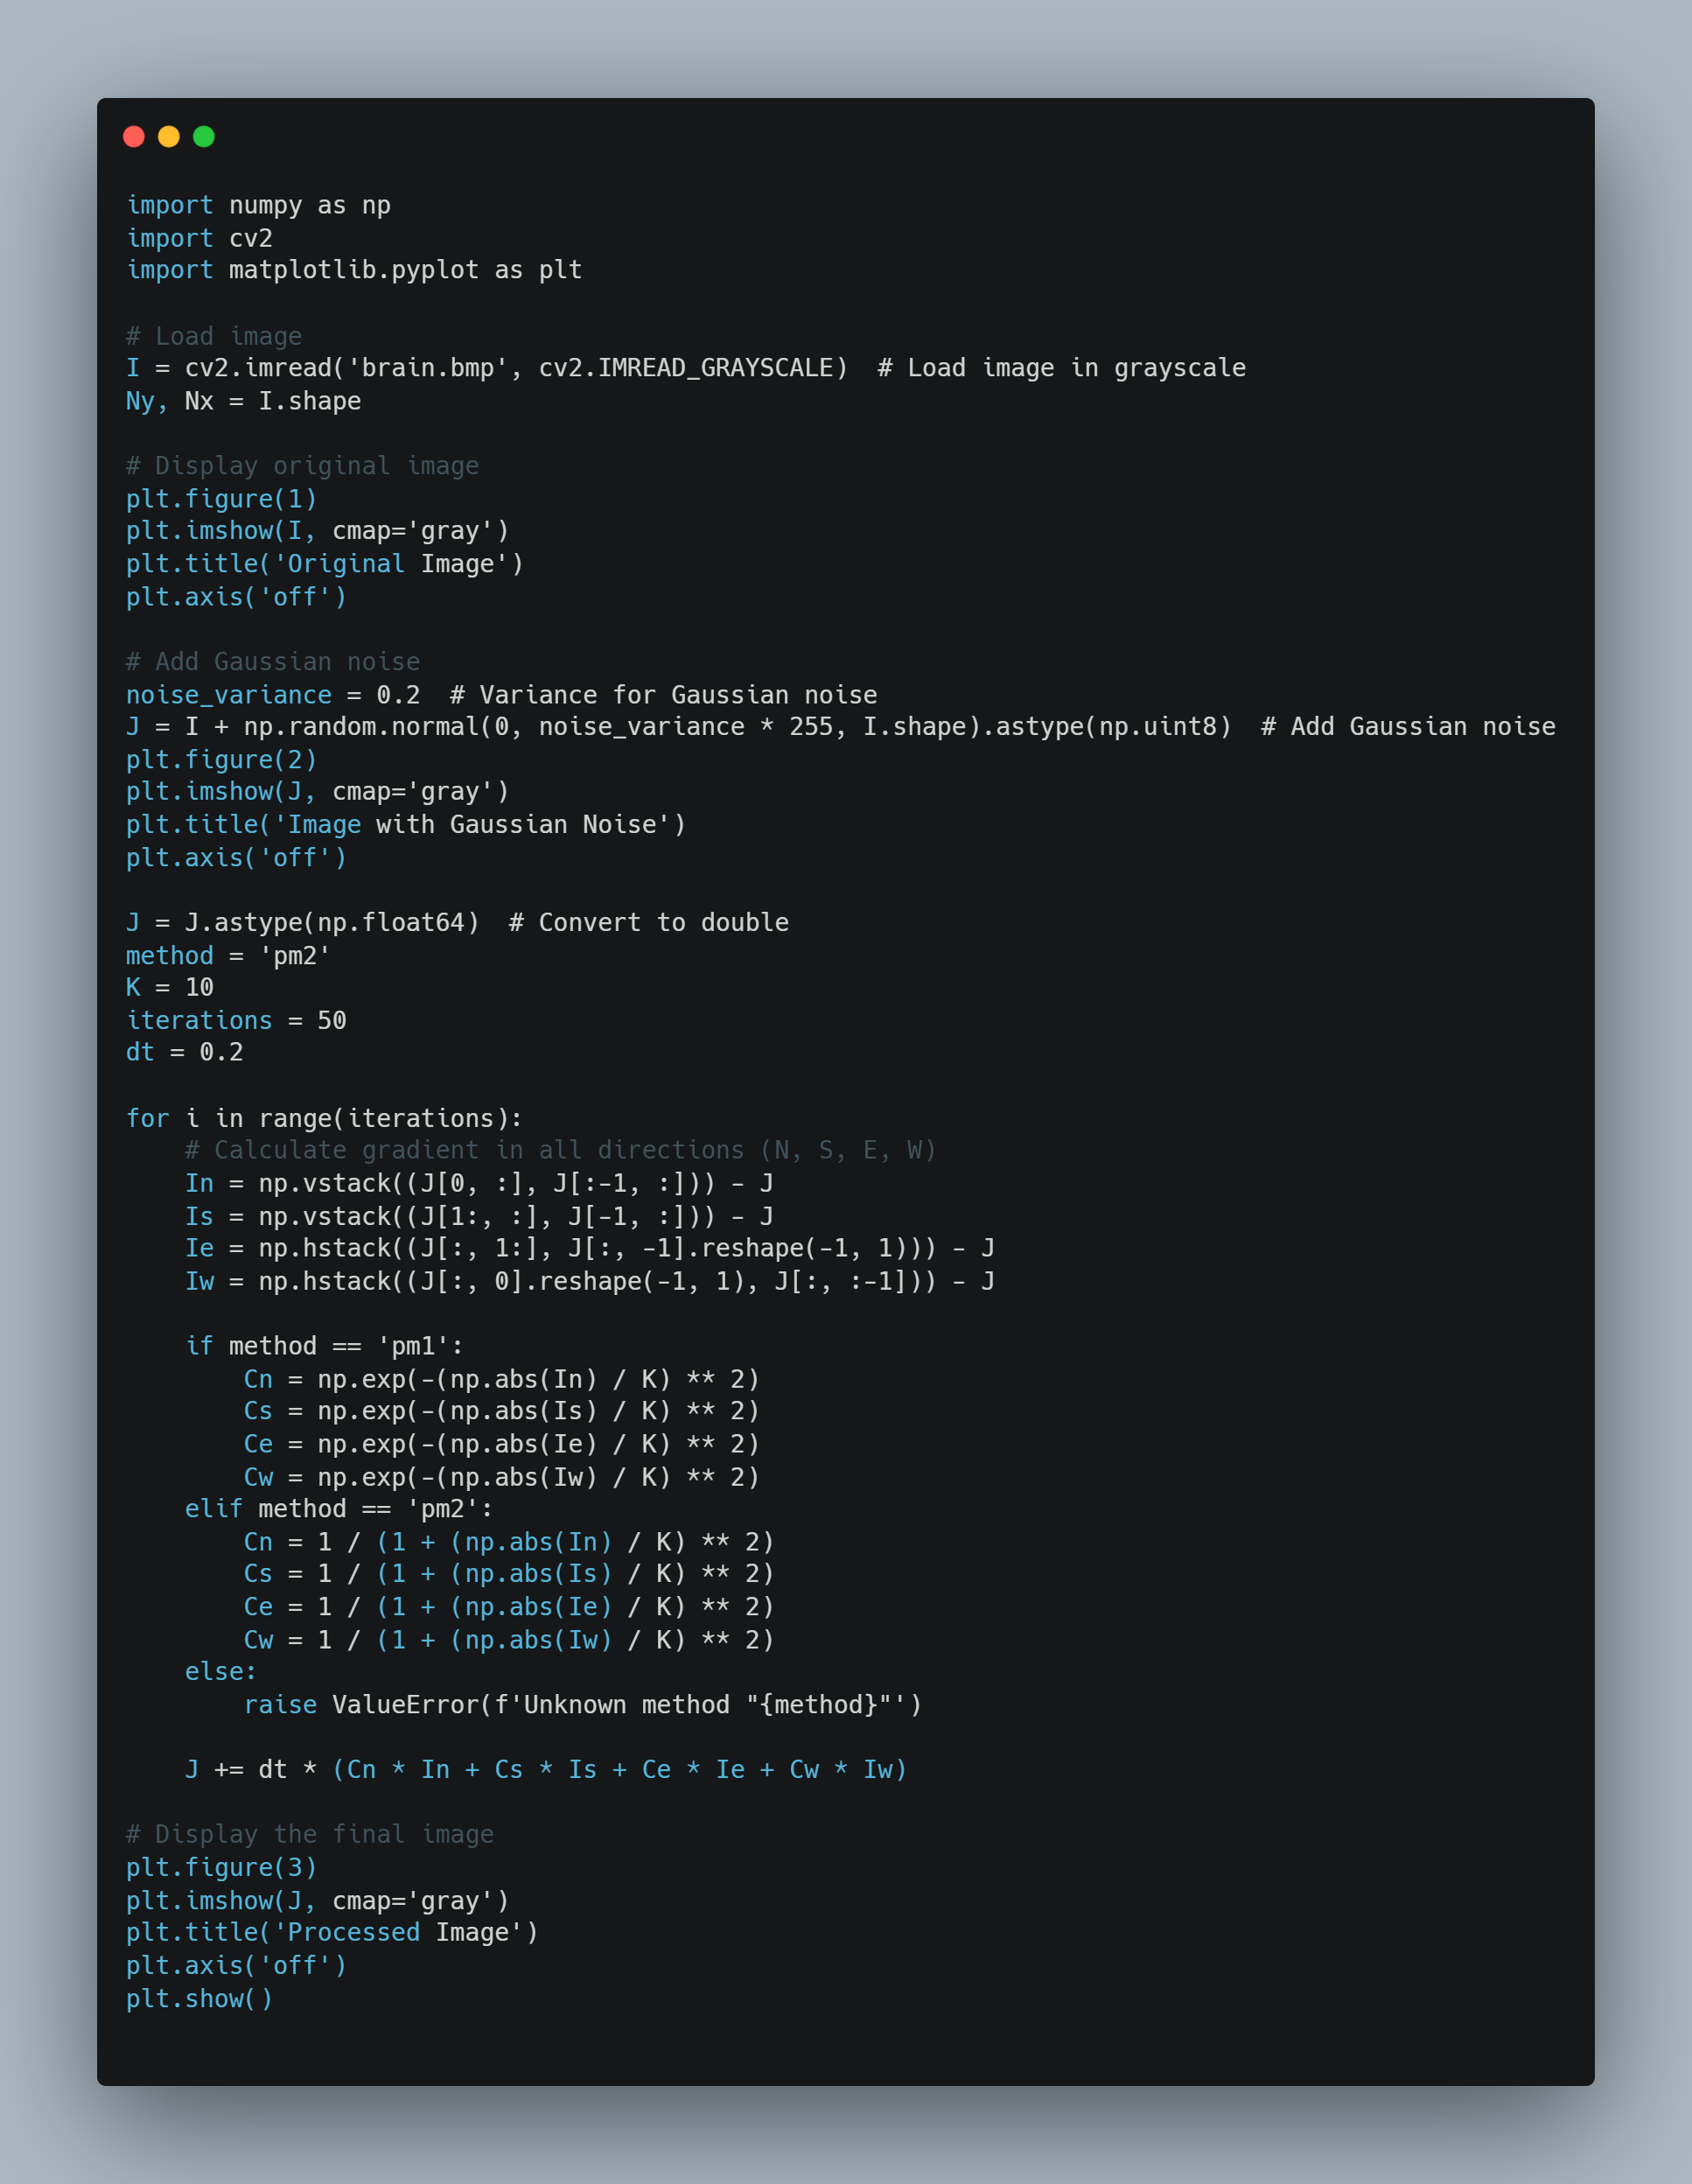 import numpy as np
import cv2
import matplotlib.pyplot as plt

# Load image
I = cv2.imread('brain.bmp', cv2.IMREAD_GRAYSCALE)  # Load image in grayscale
Ny, Nx = I.shape

# Display original image
plt.figure(1)
plt.imshow(I, cmap='gray')
plt.title('Original Image')
plt.axis('off')

# Add Gaussian noise
noise_variance = 0.2  # Variance for Gaussian noise
J = I + np.random.normal(0, noise_variance * 255, I.shape).astype(np.uint8)  # Add Gaussian noise
plt.figure(2)
plt.imshow(J, cmap='gray')
plt.title('Image with Gaussian Noise')
plt.axis('off')

J = J.astype(np.float64)  # Convert to double
method = 'pm2'
K = 10
iterations = 50
dt = 0.2

for i in range(iterations):
    # Calculate gradient in all directions (N, S, E, W)
    In = np.vstack((J[0, :], J[:-1, :])) - J
    Is = np.vstack((J[1:, :], J[-1, :])) - J
    Ie = np.hstack((J[:, 1:], J[:, -1].reshape(-1, 1))) - J
    Iw = np.hstack((J[:, 0].reshape(-1, 1), J[:, :-1])) - J

    if method == 'pm1':
        Cn = np.exp(-(np.abs(In) / K) ** 2)
        Cs = np.exp(-(np.abs(Is) / K) ** 2)
        Ce = np.exp(-(np.abs(Ie) / K) ** 2)
        Cw = np.exp(-(np.abs(Iw) / K) ** 2)
    elif method == 'pm2':
        Cn = 1 / (1 + (np.abs(In) / K) ** 2)
        Cs = 1 / (1 + (np.abs(Is) / K) ** 2)
        Ce = 1 / (1 + (np.abs(Ie) / K) ** 2)
        Cw = 1 / (1 + (np.abs(Iw) / K) ** 2)
    else:
        raise ValueError(f'Unknown method "{method}"')

    J += dt * (Cn * In + Cs * Is + Ce * Ie + Cw * Iw)

# Display the final image
plt.figure(3)
plt.imshow(J, cmap='gray')
plt.title('Processed Image')
plt.axis('off')
plt.show()